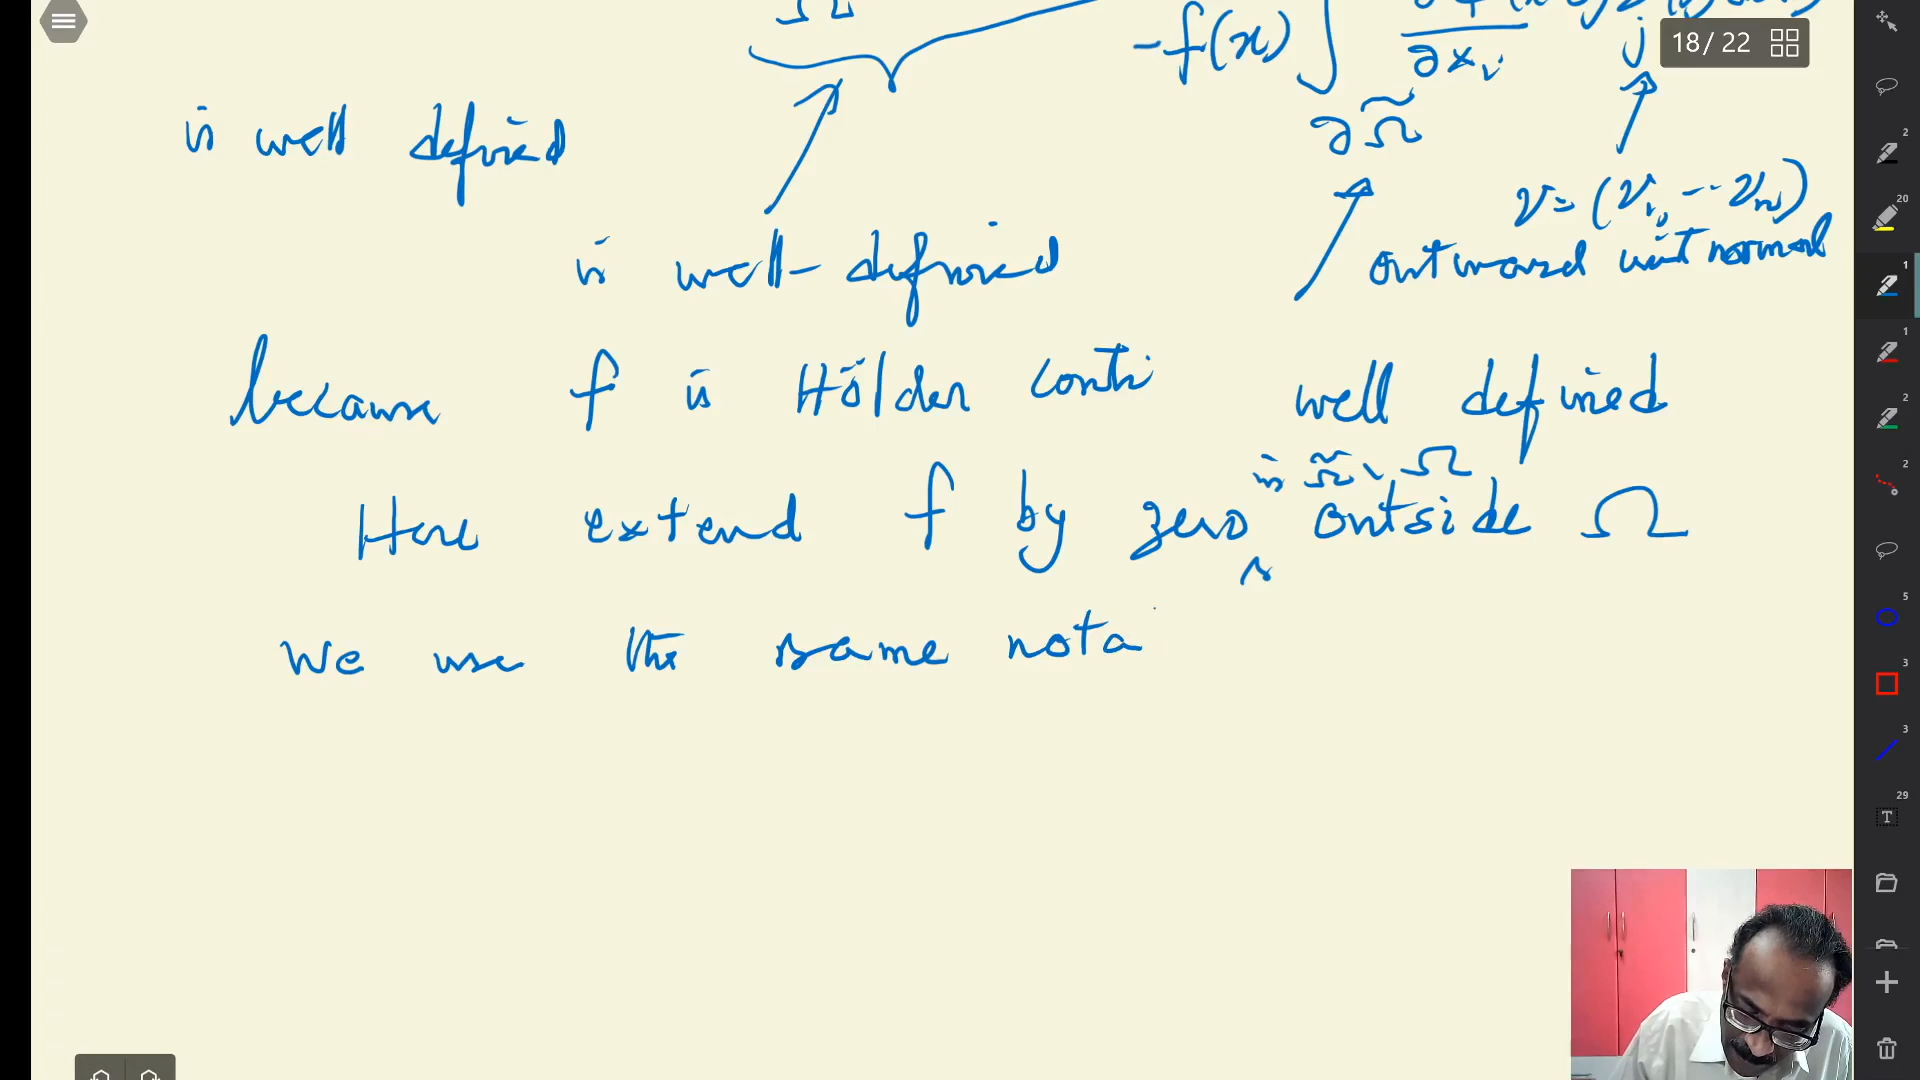 Ω
-f(x) ∫ ∂x_i j
18/ 22
∂Ω̃
is well defined
ν = (ν₁, --- νₙ)
is well-defined
outward unit normal
because f is Hölder conti
well defined
in Ω̃ \ Ω
Here extend f by zero outside Ω
We use the same nota